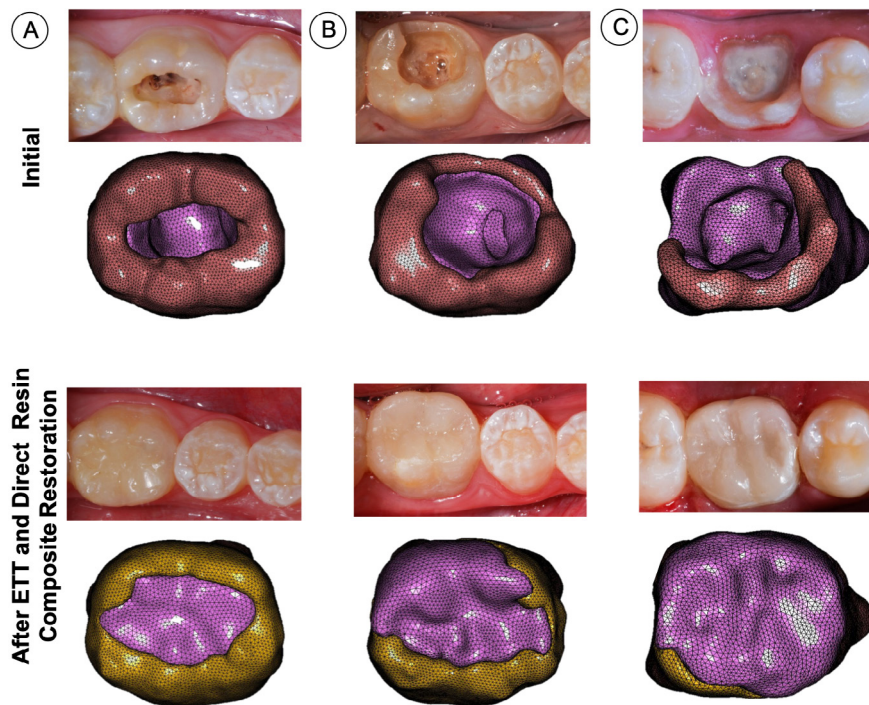 A
B
C
Initial
After ETT and Direct Resin
Composite Restoration